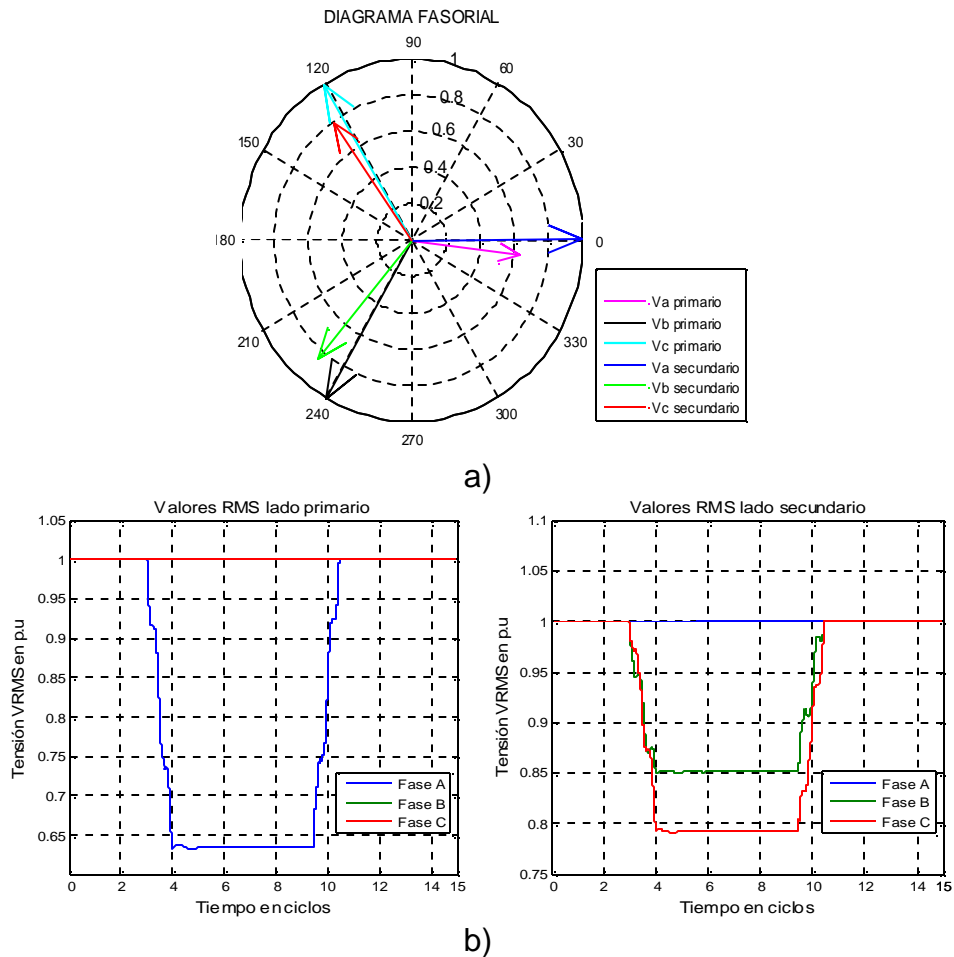 DIAGRAMA FASORIAL
90
1
120
60
0.8
0.6
150
30
0.4
0.2
180
0
210
330
240
300
270
Va primario
Vb primario
Vc primario
Va secundario
Vb secundario
Vc secundario
a)
Valores RMS lado primario
1.05
1
0.95
0.9
0.85
0.8
0.75
0.7
0.65
Tensión VRMS en p.u
Fase A
Fase B
Fase C
0 2 4 6 8 10 12 14 15
Tiempo en ciclos
Valores RMS lado secundario
1.1
1.05
1
0.95
0.9
0.85
0.8
0.75
Tensión VRMS en p.u
Fase A
Fase B
Fase C
0 2 4 6 8 10 12 14 15
Tiempo en ciclos
b)